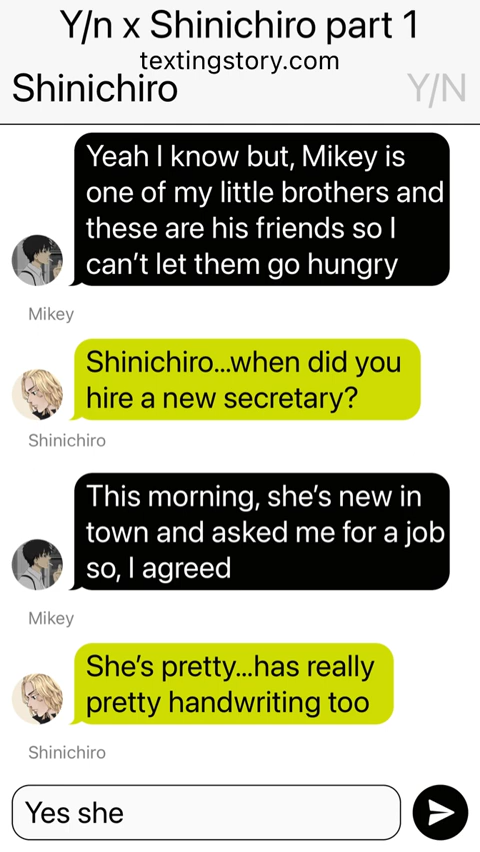 Y/n x Shinichiro part 1
textingstory.com
Shinichiro
Y/N
Yeah I know but, Mikey is
one of my little brothers and
these are his friends so I
can't let them go hungry
Mikey
Shinichiro...when did you
hire a new secretary?
Shinichiro
This morning, she's new in
town and asked me for a job
so, I agreed
Mikey
She's pretty...has really
pretty handwriting too
Shinichiro
Yes she